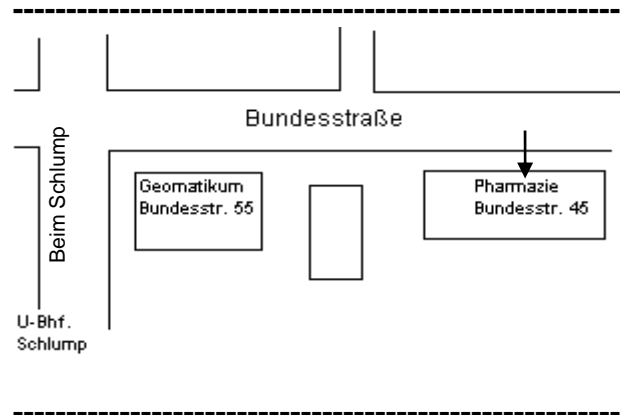 Bundesstraße
Beim Schlump
Geomatikum
Bundesstr. 55
Pharmazie
Bundesstr. 45
U-Bhf.
Schlump